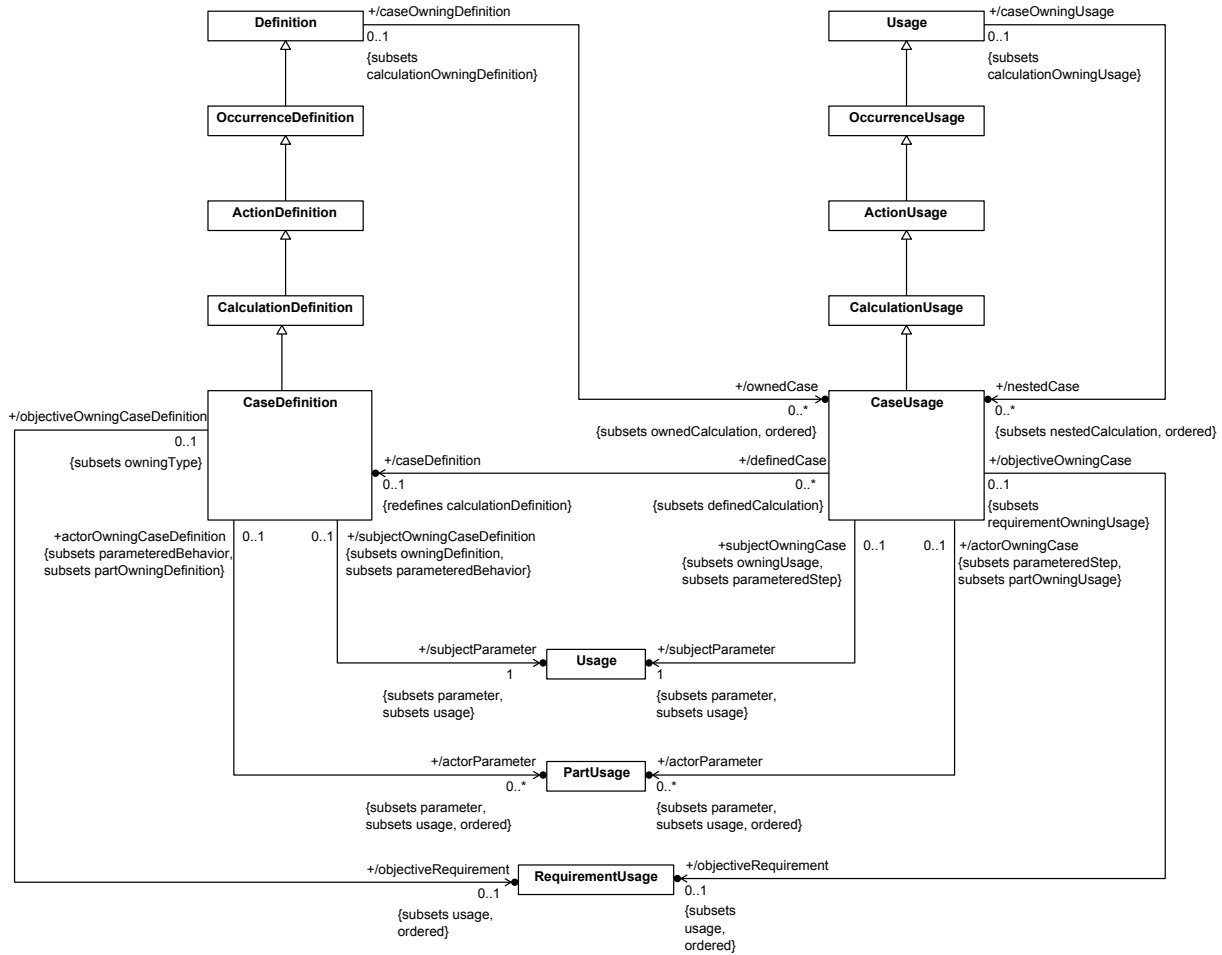 +/caseOwningDefinition
Definition
0..1
{subsets
calculationOwningDefinition}
+/caseOwningUsage
Usage
0..1
{subsets
calculationOwningUsage}
OccurrenceDefinition
OccurrenceUsage
ActionDefinition
ActionUsage
CalculationDefinition
CalculationUsage
CaseDefinition
+/objectiveOwningCaseDefinition
0..1
{subsets owningType}
+/ownedCase
0..*
{subsets ownedCalculation, ordered}
CaseUsage
+/nestedCase
0..*
{subsets nestedCalculation, ordered}
+/caseDefinition
0..1
{redefines calculationDefinition}
+/definedCase
0..*
{subsets definedCalculation}
+/objectiveOwningCase
0..1
{subsets
requirementOwningUsage}
+actorOwningCaseDefinition
0..1
{subsets parameteredBehavior,
subsets partOwningDefinition}
0..1
+/subjectOwningCaseDefinition
{subsets owningDefinition,
subsets parameteredBehavior}
+subjectOwningCase
0..1
{subsets owningUsage,
subsets parameteredStep}
0..1
+/actorOwningCase
{subsets parameteredStep,
subsets partOwningUsage}
+/subjectParameter
1
{subsets parameter,
subsets usage}
Usage
+/subjectParameter
1
{subsets parameter,
subsets usage}
+/actorParameter
0..*
{subsets parameter,
subsets usage, ordered}
PartUsage
+/actorParameter
0..*
{subsets parameter,
subsets usage, ordered}
+/objectiveRequirement
0..1
{subsets usage,
ordered}
RequirementUsage
+/objectiveRequirement
0..1
{subsets
usage,
ordered}